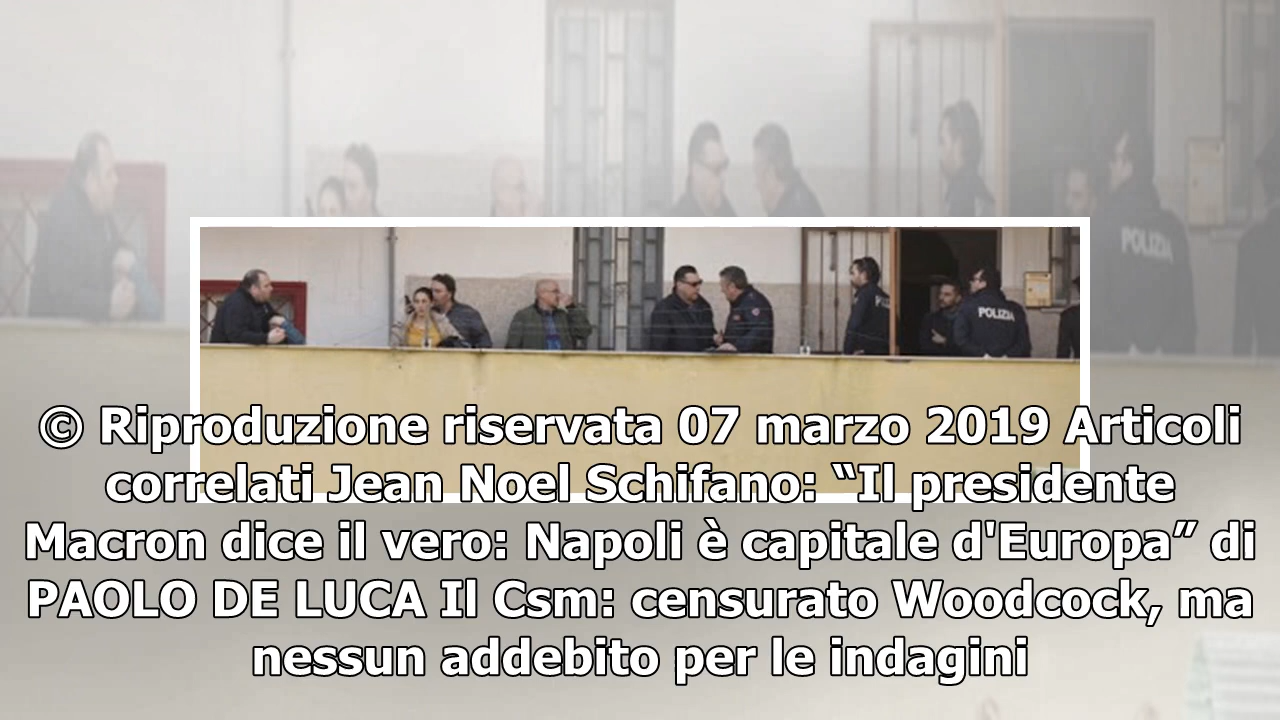 POLIZIA
POLIZIA
© Riproduzione riservata 07 marzo 2019 Articoli
correlati Jean Noel Schifano: “Il presidente
Macron dice il vero: Napoli è capitale d'Europa” di
PAOLO DE LUCA Il Csm: censurato Woodcock, ma
nessun addebito per le indagini